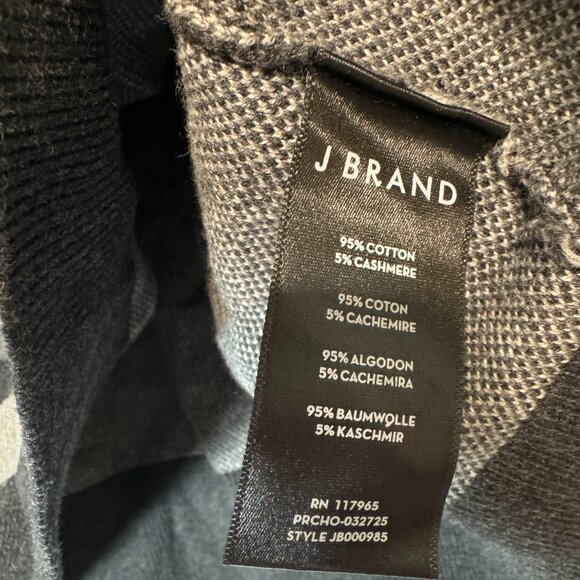 J BRAND
95% COTTON
5% CASHMERE
95% COTON
5% CACHEMIRE
95% ALGODON
5% CACHEMIRA
95% BAUMWOLLE
5% KASCHMIR
RN 117965
PRCHO-032725
STYLE JB000985